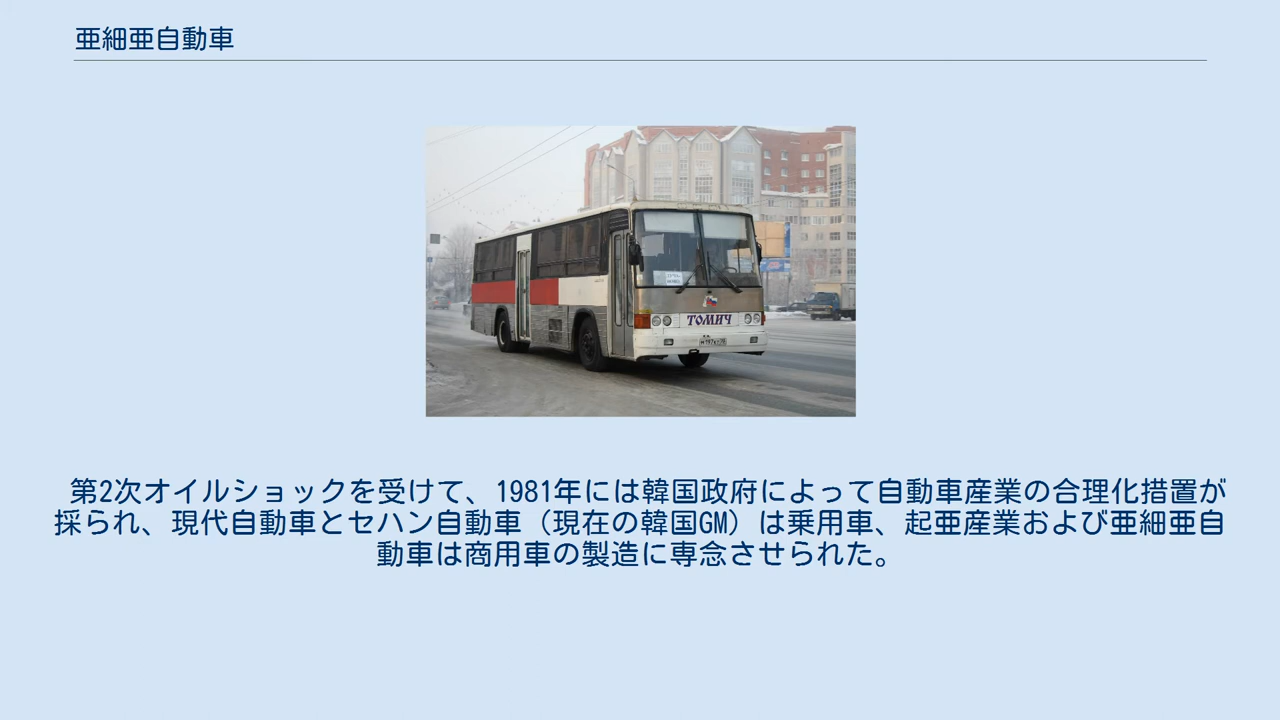 亜細亜自動車
ТОМИЧ
第2次オイルショックを受けて、1981年には韓国政府によって自動車産業の合理化措置が
採られ、現代自動車とセハン自動車（現在の韓国GM）は乗用車、起亜産業および亜細亜自
動車は商用車の製造に専念させられた。